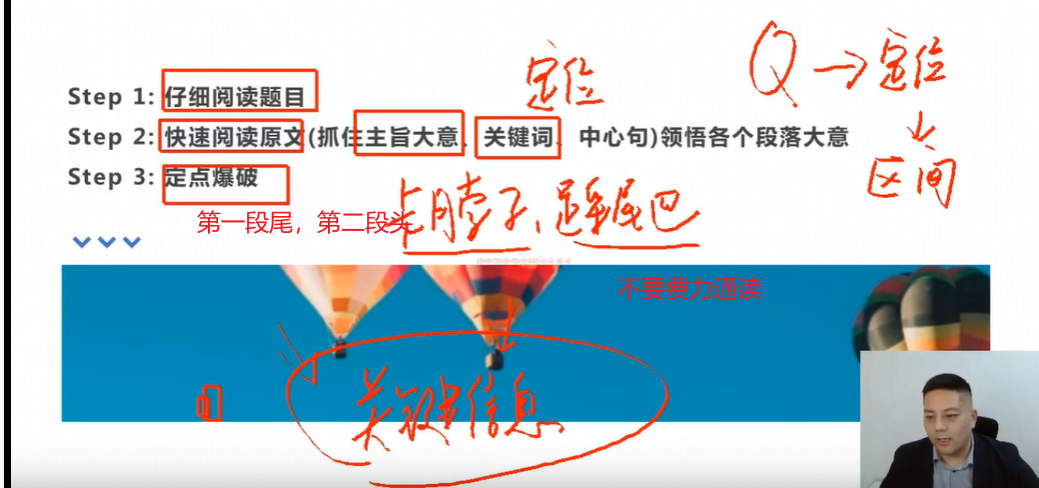 定位
Q → 定位
Step 1: 仔细阅读题目
Step 2: 快速阅读原文(抓住主旨大意、关键词、中心句)领悟各个段落大意
区间
Step 3: 定点爆破
卡脖子、踩尾巴
第一段尾，第二段头
不要费力通读
关键信息